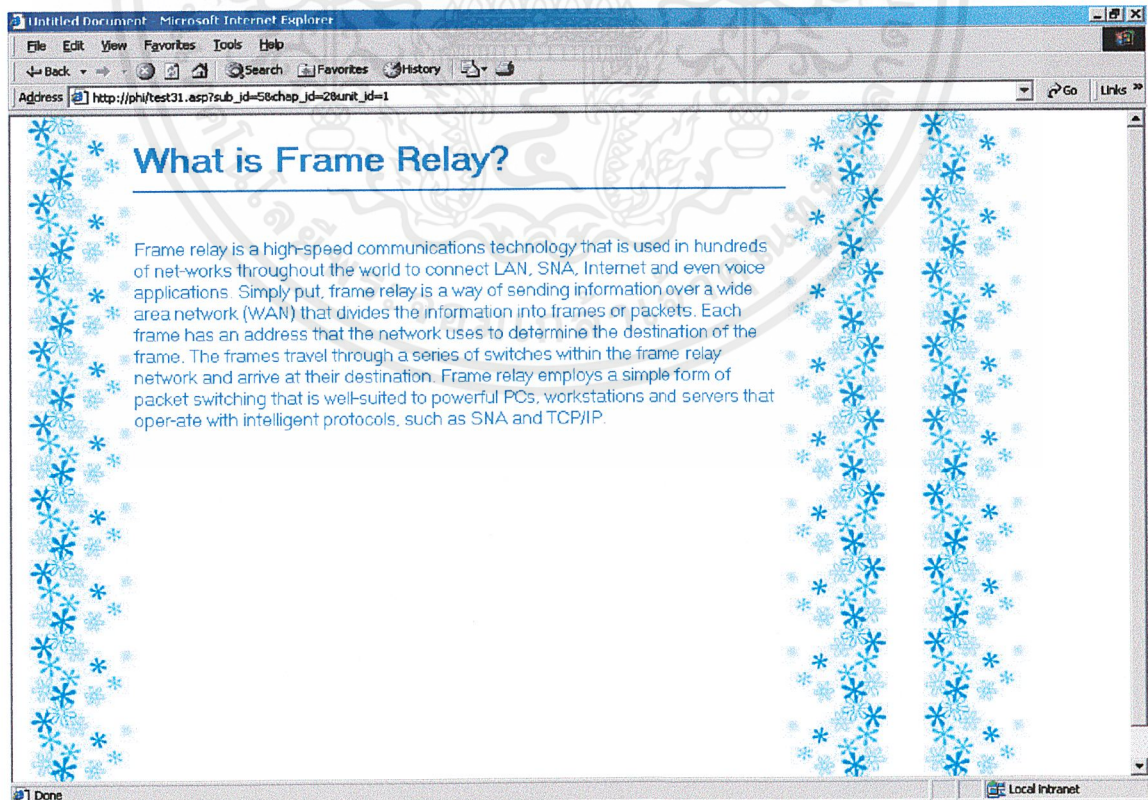 Untitled Document - Microsoft Internet Explorer
File Edit View Favorites Tools Help
Back Search Favorites History
Address http://phi/test31.asp?sub_id=5&chap_id=2&unit_id=1 Go Links »
What is Frame Relay?
Frame relay is a high-speed communications technology that is used in hundreds
of net-works throughout the world to connect LAN, SNA, Internet and even voice
applications. Simply put, frame relay is a way of sending information over a wide
area network (WAN) that divides the information into frames or packets. Each
frame has an address that the network uses to determine the destination of the
frame. The frames travel through a series of switches within the frame relay
network and arrive at their destination. Frame relay employs a simple form of
packet switching that is well-suited to powerful PCs, workstations and servers that
oper-ate with intelligent protocols, such as SNA and TCP/IP.
Done Local intranet